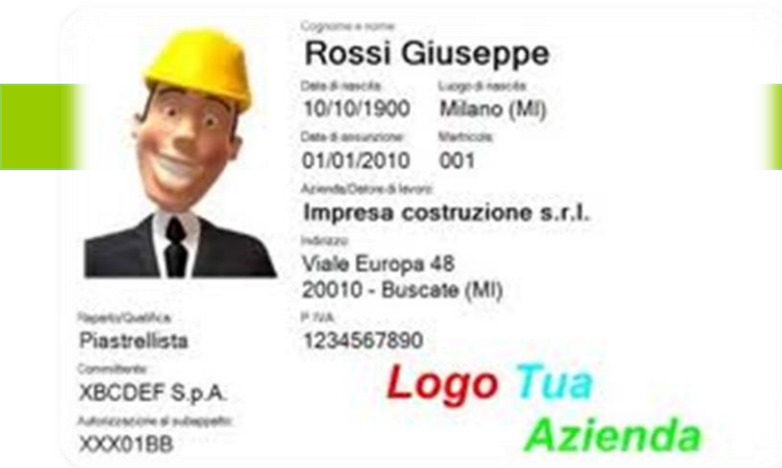 Cognome e nome
Rossi Giuseppe
Data di nascita: Luogo di nascita:
10/10/1900 Milano (MI)
Data di assunzione: Matricola:
01/01/2010 001
Azienda/Datore di lavoro:
Impresa costruzione s.r.l.
Indirizzo:
Viale Europa 48
20010 - Buscate (MI)
P. IVA
1234567890
Reparto/Qualifica:
Piastrellista
Committente:
XBCDEF S.p.A.
Autorizzazione al subappalto:
XXX01BB
Logo Tua
Azienda